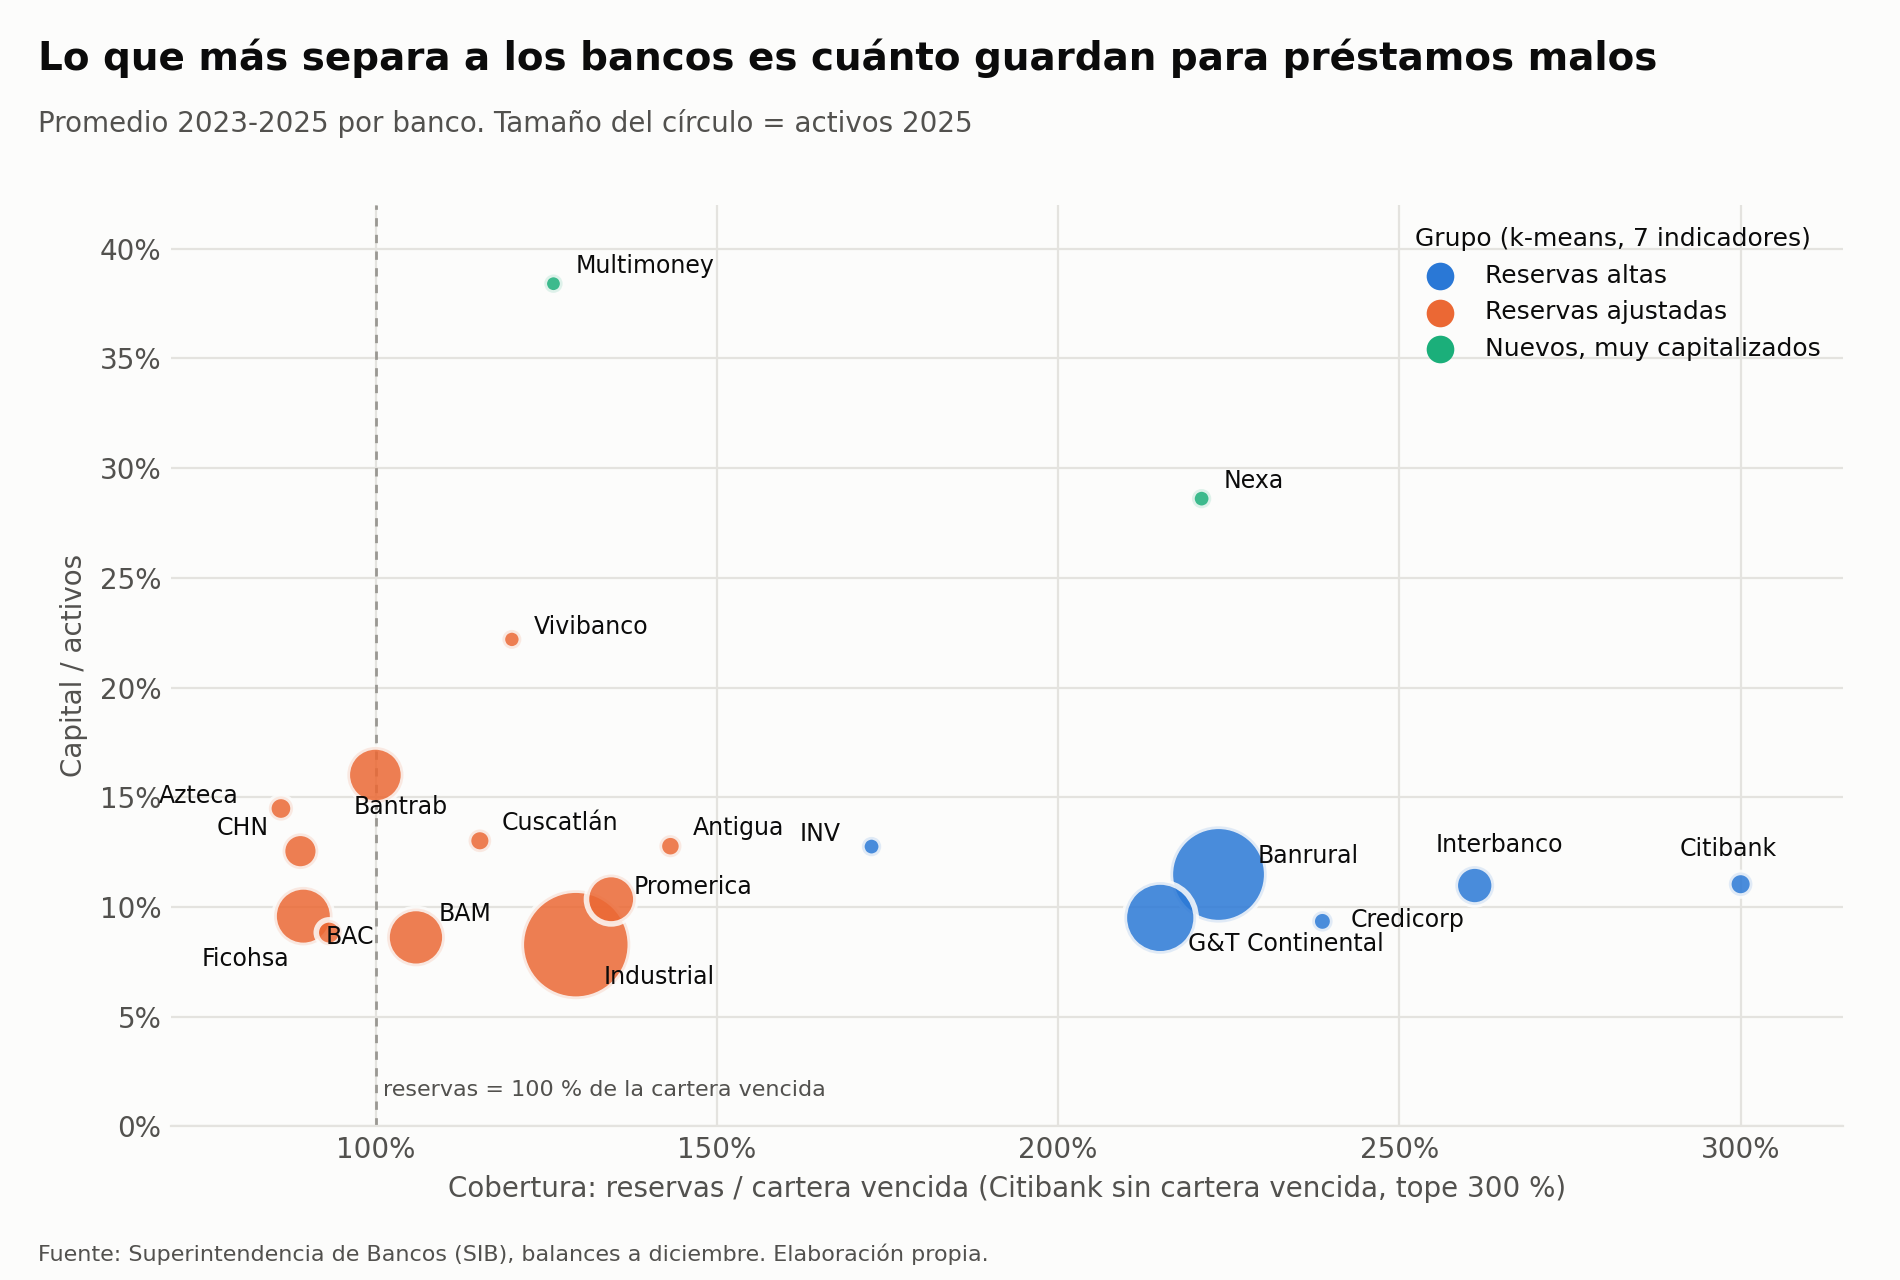 Lo que más separa a los bancos es cuánto guardan para préstamos malos
Promedio 2023-2025 por banco. Tamaño del círculo = activos 2025
Grupo (k-means, 7 indicadores)
Reservas altas
Reservas ajustadas
Nuevos, muy capitalizados
Capital / activos
40%
35%
30%
25%
20%
15%
10%
5%
0%
Multimoney
Nexa
Vivibanco
Azteca
Bantrab
CHN
Cuscatlán
Antigua
INV
Banrural
Interbanco
Citibank
Promerica
BAM
BAC
Credicorp
G&T Continental
Ficohsa
Industrial
reservas = 100 % de la cartera vencida
100%
150%
200%
250%
300%
Cobertura: reservas / cartera vencida (Citibank sin cartera vencida, tope 300 %)
Fuente: Superintendencia de Bancos (SIB), balances a diciembre. Elaboración propia.